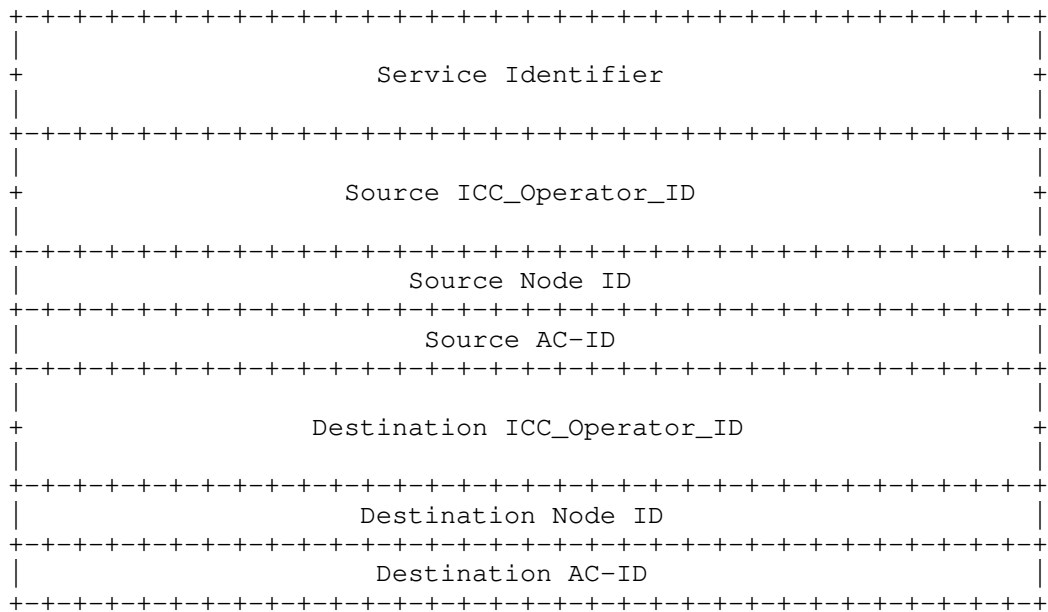 +-+-+-+-+-+-+-+-+-+-+-+-+-+-+-+-+-+-+-+-+-+-+-+-+-+-+-+-+-+-+-+-+
|                                                               |
+                      Service Identifier                       +
|                                                               |
+-+-+-+-+-+-+-+-+-+-+-+-+-+-+-+-+-+-+-+-+-+-+-+-+-+-+-+-+-+-+-+-+
|                                                               |
+                    Source ICC_Operator_ID                     +
|                                                               |
+-+-+-+-+-+-+-+-+-+-+-+-+-+-+-+-+-+-+-+-+-+-+-+-+-+-+-+-+-+-+-+-+
|                        Source Node ID                         |
+-+-+-+-+-+-+-+-+-+-+-+-+-+-+-+-+-+-+-+-+-+-+-+-+-+-+-+-+-+-+-+-+
|                         Source AC-ID                          |
+-+-+-+-+-+-+-+-+-+-+-+-+-+-+-+-+-+-+-+-+-+-+-+-+-+-+-+-+-+-+-+-+
|                                                               |
+                  Destination ICC_Operator_ID                  +
|                                                               |
+-+-+-+-+-+-+-+-+-+-+-+-+-+-+-+-+-+-+-+-+-+-+-+-+-+-+-+-+-+-+-+-+
|                     Destination Node ID                       |
+-+-+-+-+-+-+-+-+-+-+-+-+-+-+-+-+-+-+-+-+-+-+-+-+-+-+-+-+-+-+-+-+
|                      Destination AC-ID                        |
+-+-+-+-+-+-+-+-+-+-+-+-+-+-+-+-+-+-+-+-+-+-+-+-+-+-+-+-+-+-+-+-+